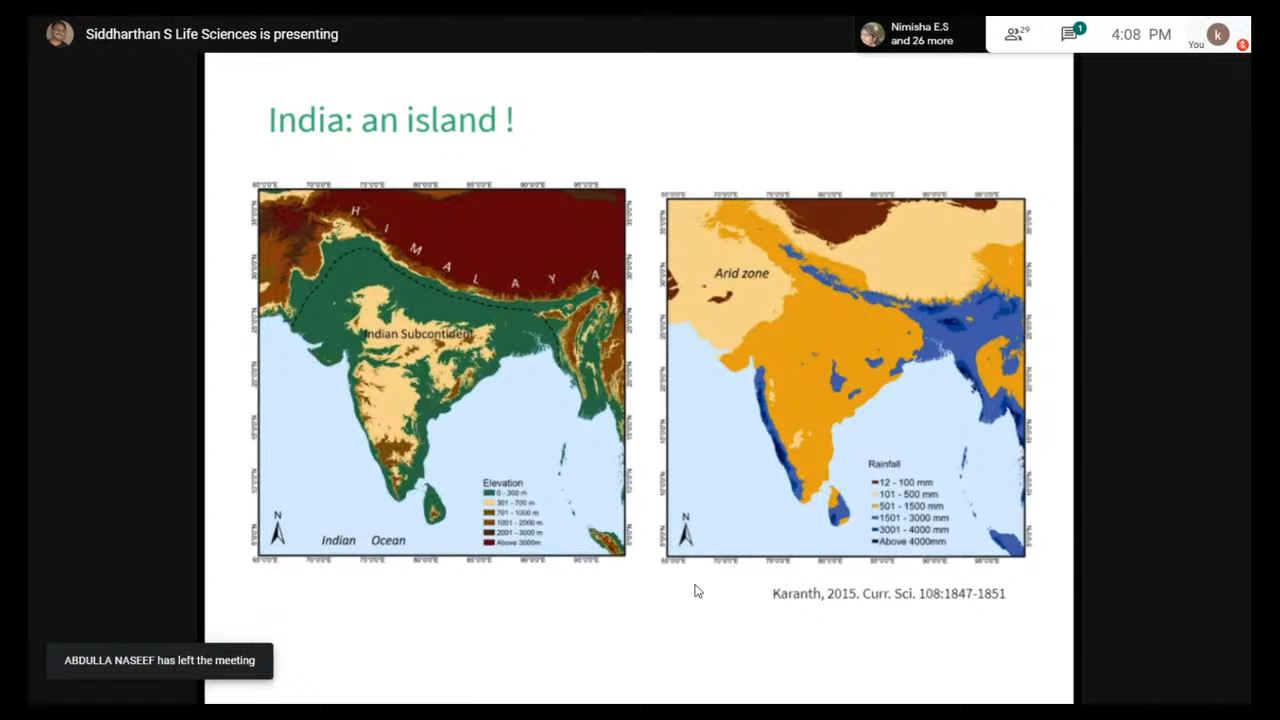 Siddharthan S Life Sciences is presenting
Nimisha E.S
and 26 more
29
1
4:08 PM
You
k
India: an island !
H I M A L A Y A
Indian Subcontinent
Elevation
0 - 300 m
301 - 700 m
701 - 1000 m
1001 - 2000 m
2001 - 3000 m
Above 3000m
N
Indian Ocean
Arid zone
Rainfall
12 - 100 mm
101 - 500 mm
501 - 1500 mm
1501 - 3000 mm
3001 - 4000 mm
Above 4000mm
N
Karanth, 2015. Curr. Sci. 108:1847-1851
ABDULLA NASEEF has left the meeting